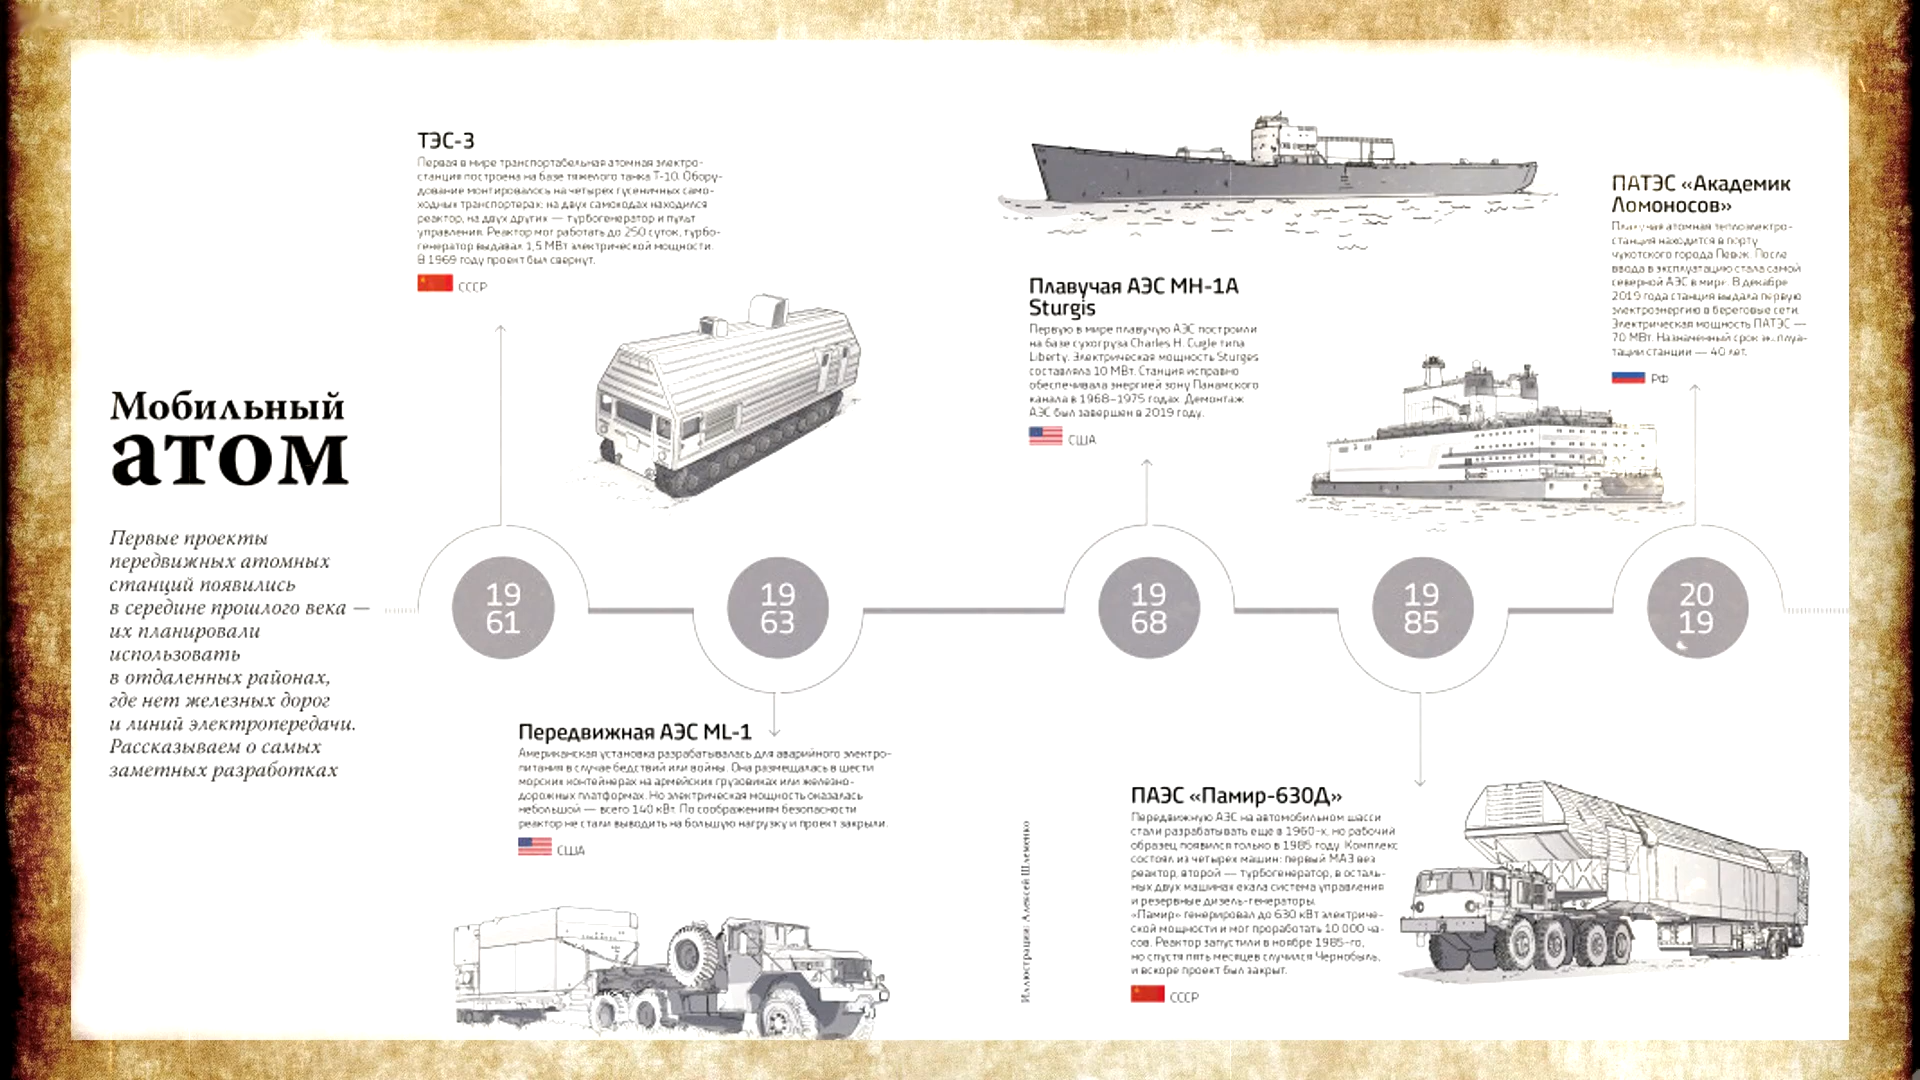 Мобильный
атом
Первые проекты
передвижных атомных
станций появились
в середине прошлого века —
их планировали
использовать
в отдаленных районах,
где нет железных дорог
и линий электропередачи.
Рассказываем о самых
заметных разработках
ТЭС-3
Первая в мире транспортабельная атомная электро-
станция построена на базе тяжелого танка Т-10. Обору-
дование монтировалось на четырех гусеничных само-
ходных транспортерах: на двух самоходах находился
реактор, на двух других — турбогенератор и пульт
управления. Реактор мог работать до 250 суток, турбо-
генератор выдавал 1,5 МВт электрической мощности.
В 1969 году проект был свернут.
СССР
19
61
19
63
Передвижная АЭС ML-1
Американская установка разрабатывалась для аварийного электро-
питания в случае бедствий или войны. Она размещалась в шести
морских контейнерах на армейских грузовиках или железно-
дорожных платформах. Но электрическая мощность оказалась
небольшой — всего 140 кВт. По соображениям безопасности
реактор не стали выводить на большую нагрузку и проект закрыли.
США
Плавучая АЭС MH-1A
Sturgis
Первую в мире плавучую АЭС построили
на базе сухогруза Charles H. Cugle типа
Liberty. Электрическая мощность Sturges
составляла 10 МВт. Станция исправно
обеспечивала энергией зону Панамского
канала в 1968–1975 годах. Демонтаж
АЭС был завершен в 2019 году.
США
19
68
19
85
ПАЭС «Памир-630Д»
Передвижную АЭС на автомобильном шасси
стали разрабатывать еще в 1960-х, но рабочий
образец появился только в 1985 году. Комплекс
состоял из четырех машин: первый МАЗ вез
реактор, второй — турбогенератор, в осталь-
ных двух машинах ехала система управления
и резервные дизель-генераторы.
«Памир» генерировал до 630 кВт электриче-
ской мощности и мог проработать 10 000 ча-
сов. Реактор запустили в ноябре 1985-го,
но спустя пять месяцев случился Чернобыль,
и вскоре проект был закрыт.
СССР
ПАТЭС «Академик
Ломоносов»
Плавучая атомная теплоэлектро-
станция находится в порту
чукотского города Певек. После
ввода в эксплуатацию стала самой
северной АЭС в мире. В декабре
2019 года станция выдала первую
электроэнергию в береговые сети.
Электрическая мощность ПАТЭС —
70 МВт. Назначенный срок эксплуа-
тации станции — 40 лет.
РФ
20
19
Иллюстрации: Алексей Шлеменко